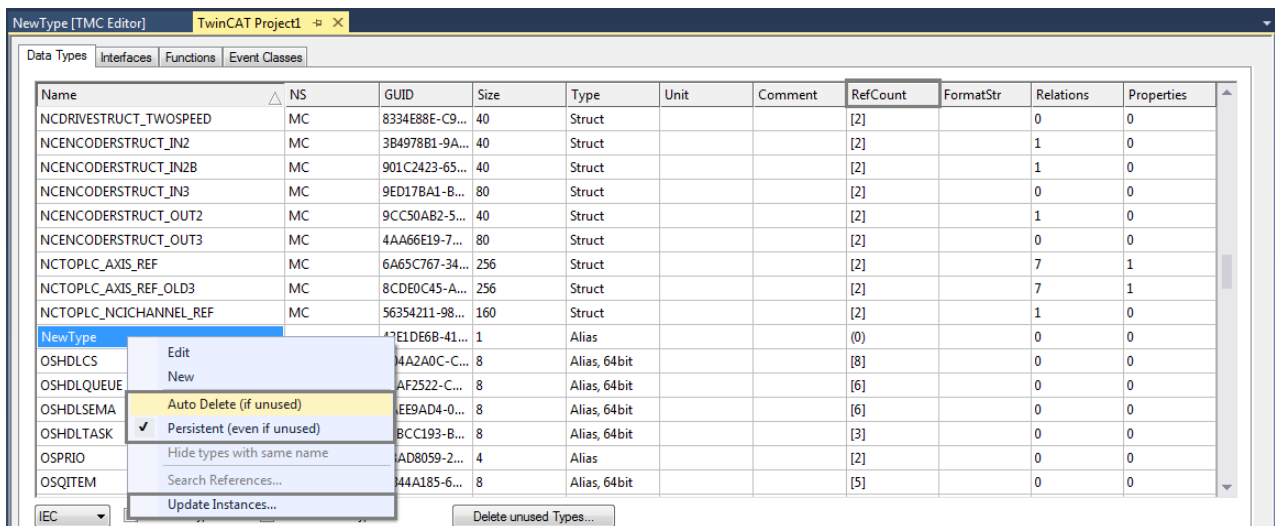 NewType [TMC Editor] TwinCAT Project1
Data Types Interfaces Functions Event Classes
Name NS GUID Size Type Unit Comment RefCount FormatStr Relations Properties
NCDRIVESTRUCT_TWOSPEED MC 8334E88E-C9... 40 Struct [2] 0 0
NCENCODERSTRUCT_IN2 MC 3B4978B1-9A... 40 Struct [2] 1 0
NCENCODERSTRUCT_IN2B MC 901C2423-65... 40 Struct [2] 1 0
NCENCODERSTRUCT_IN3 MC 9ED17BA1-B... 80 Struct [2] 0 0
NCENCODERSTRUCT_OUT2 MC 9CC50AB2-5... 40 Struct [2] 1 0
NCENCODERSTRUCT_OUT3 MC 4AA66E19-7... 80 Struct [2] 0 0
NCTOPLC_AXIS_REF MC 6A65C767-34... 256 Struct [2] 7 1
NCTOPLC_AXIS_REF_OLD3 MC 8CDE0C45-A... 256 Struct [2] 7 1
NCTOPLC_NCICHANNEL_REF MC 56354211-98... 160 Struct [2] 1 0
NewType 1 Alias (0) 0 0
OSHDLCS 8 Alias, 64bit [8] 0 0
OSHDLQUEUE 8 Alias, 64bit [6] 0 0
OSHDLSEMA 8 Alias, 64bit [6] 0 0
OSHDLTASK 8 Alias, 64bit [3] 0 0
OSPRIO 4 Alias [2] 0 0
OSQITEM 8 Alias, 64bit [5] 0 0
Edit
New
Auto Delete (if unused)
Persistent (even if unused)
Hide types with same name
Search References...
Update Instances...
IEC Delete unused Types...